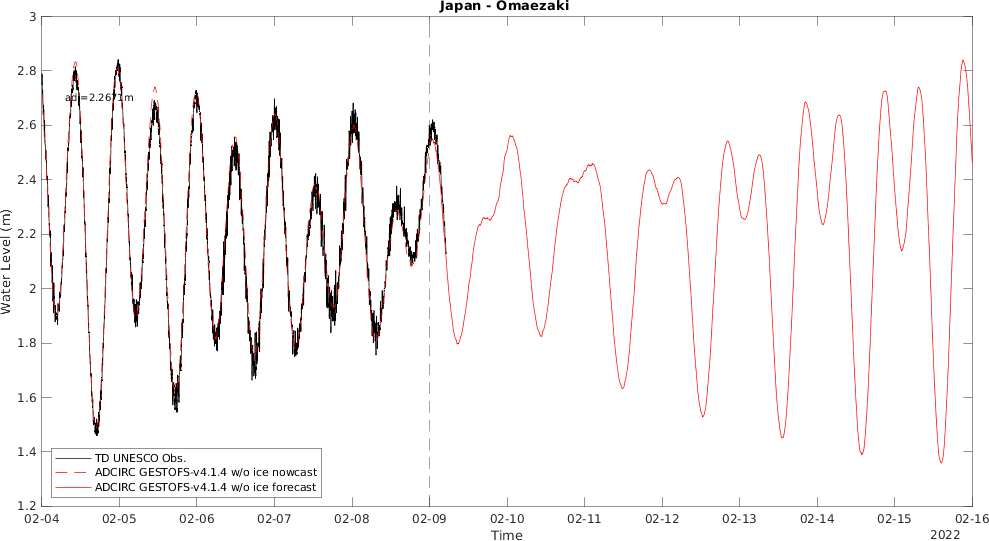 Japan - Omaezaki
3
2.8
2.6
2.4
2.2
2
1.8
1.6
1.4
1.2
Water Level (m)
adj=2.2671m
TD UNESCO Obs.
ADCIRC GESTOFS-v4.1.4 w/o ice nowcast
ADCIRC GESTOFS-v4.1.4 w/o ice forecast
02-04 02-05 02-06 02-07 02-08 02-09 02-10 02-11 02-12 02-13 02-14 02-15 02-16
Time
2022